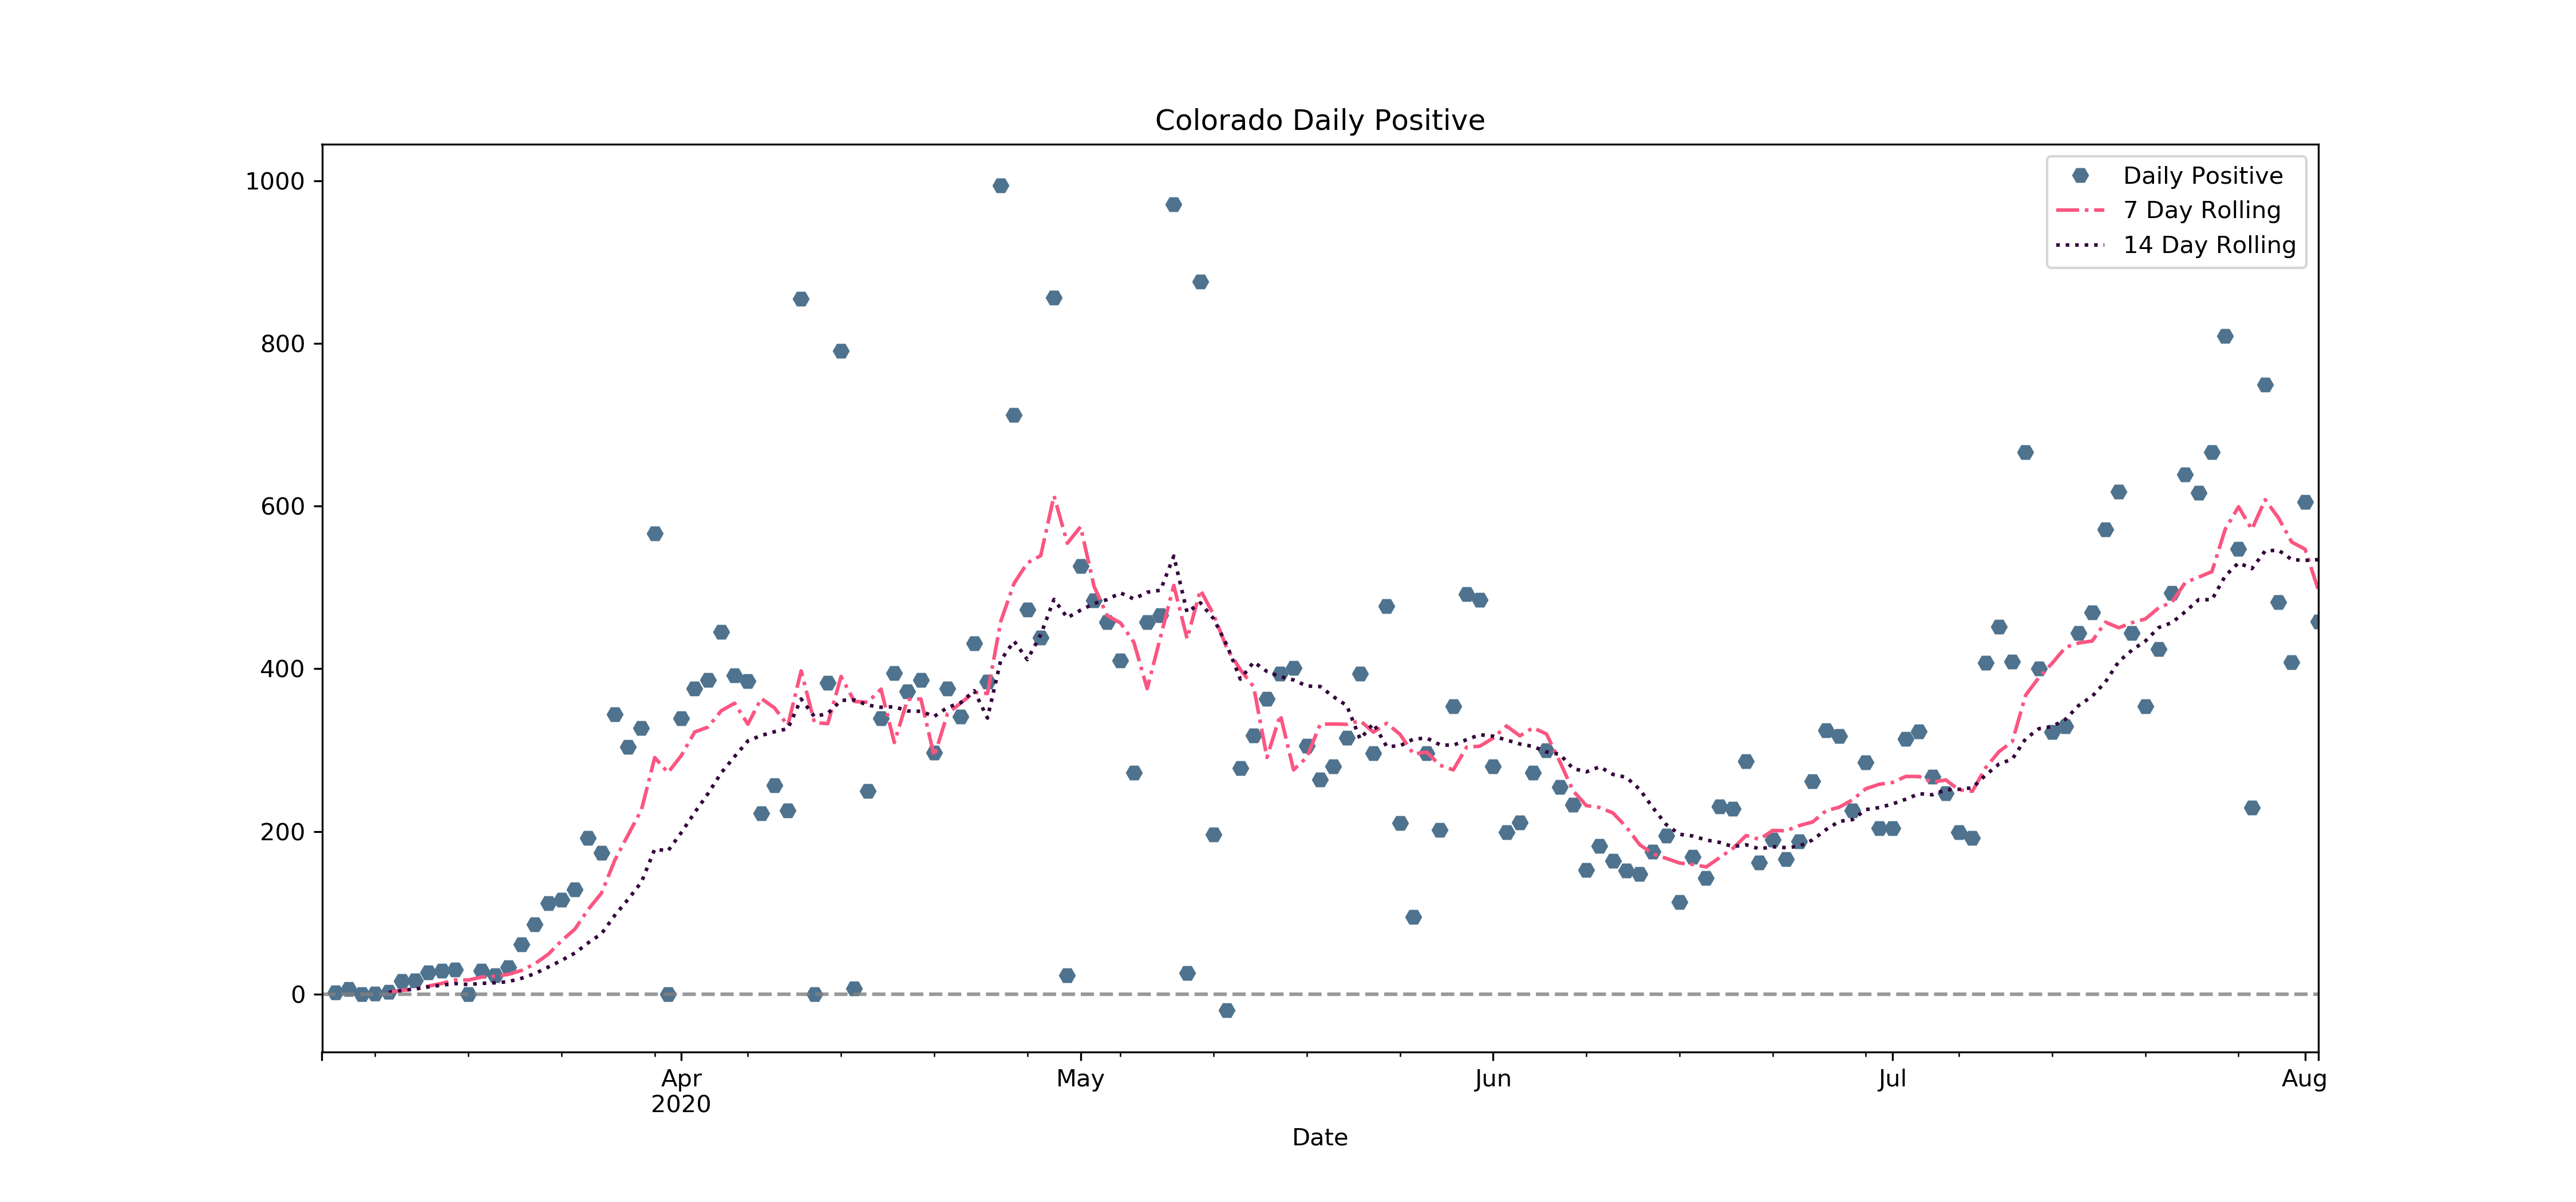 Colorado Daily Positive
1000
800
600
400
200
0
Daily Positive
7 Day Rolling
14 Day Rolling
Apr
2020
May
Jun
Jul
Aug
Date